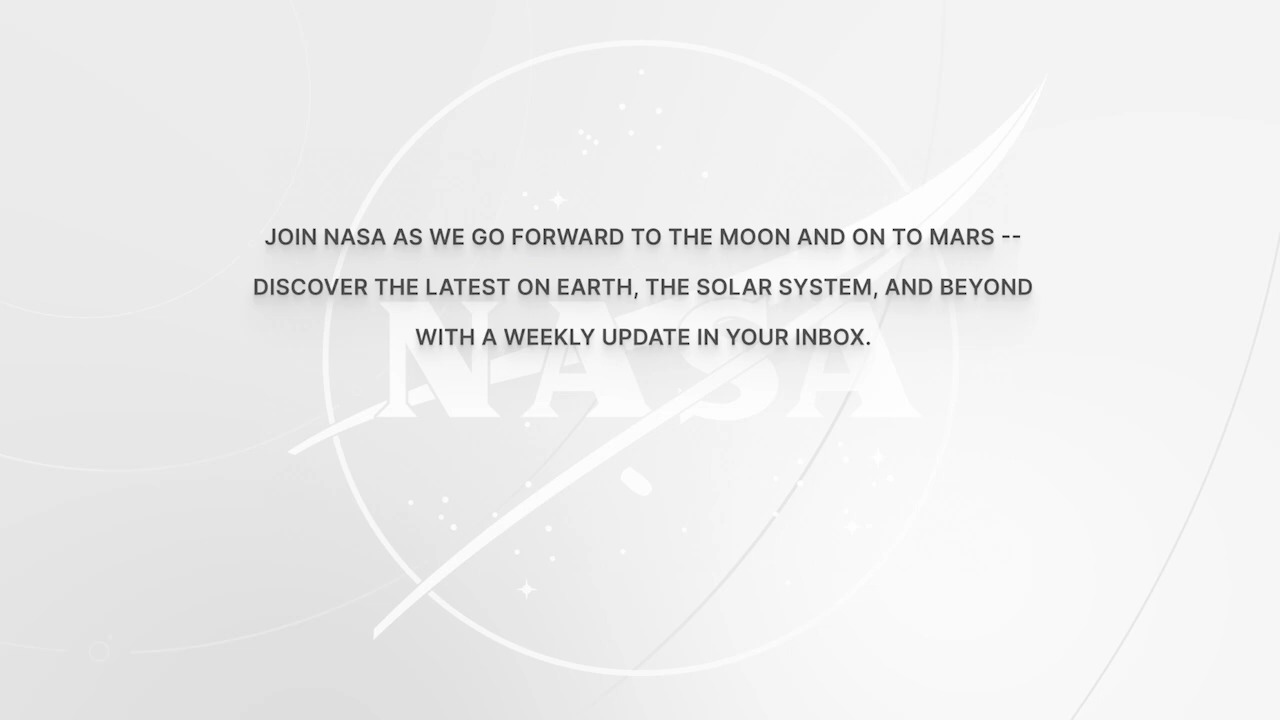 JOIN NASA AS WE GO FORWARD TO THE MOON AND ON TO MARS --
DISCOVER THE LATEST ON EARTH, THE SOLAR SYSTEM, AND BEYOND
WITH A WEEKLY UPDATE IN YOUR INBOX.
NASA